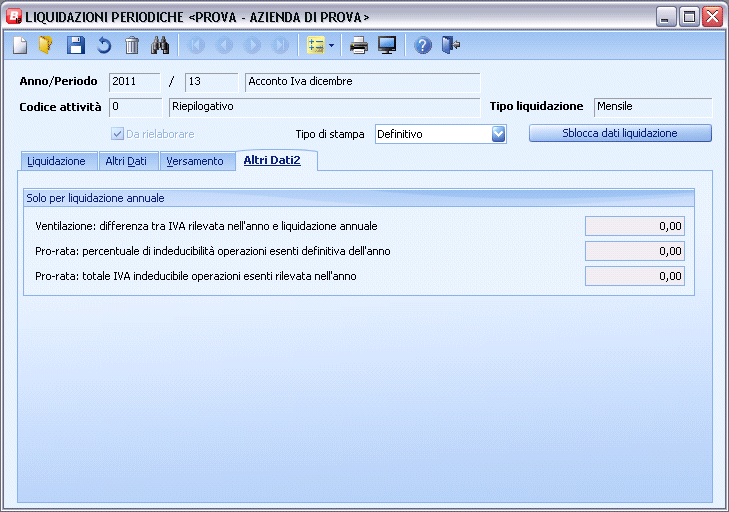 LIQUIDAZIONI PERIODICHE <PROVA - AZIENDA DI PROVA>
Anno/Periodo 2011 / 13 Acconto Iva dicembre
Codice attività 0 Riepilogativo Tipo liquidazione Mensile
Da rielaborare Tipo di stampa Definitivo Sblocca dati liquidazione
Liquidazione Altri Dati Versamento Altri Dati2
Solo per liquidazione annuale
Ventilazione: differenza tra IVA rilevata nell'anno e liquidazione annuale 0,00
Pro-rata: percentuale di indeducibilità operazioni esenti definitiva dell'anno 0,00
Pro-rata: totale IVA indeducibile operazioni esenti rilevata nell'anno 0,00